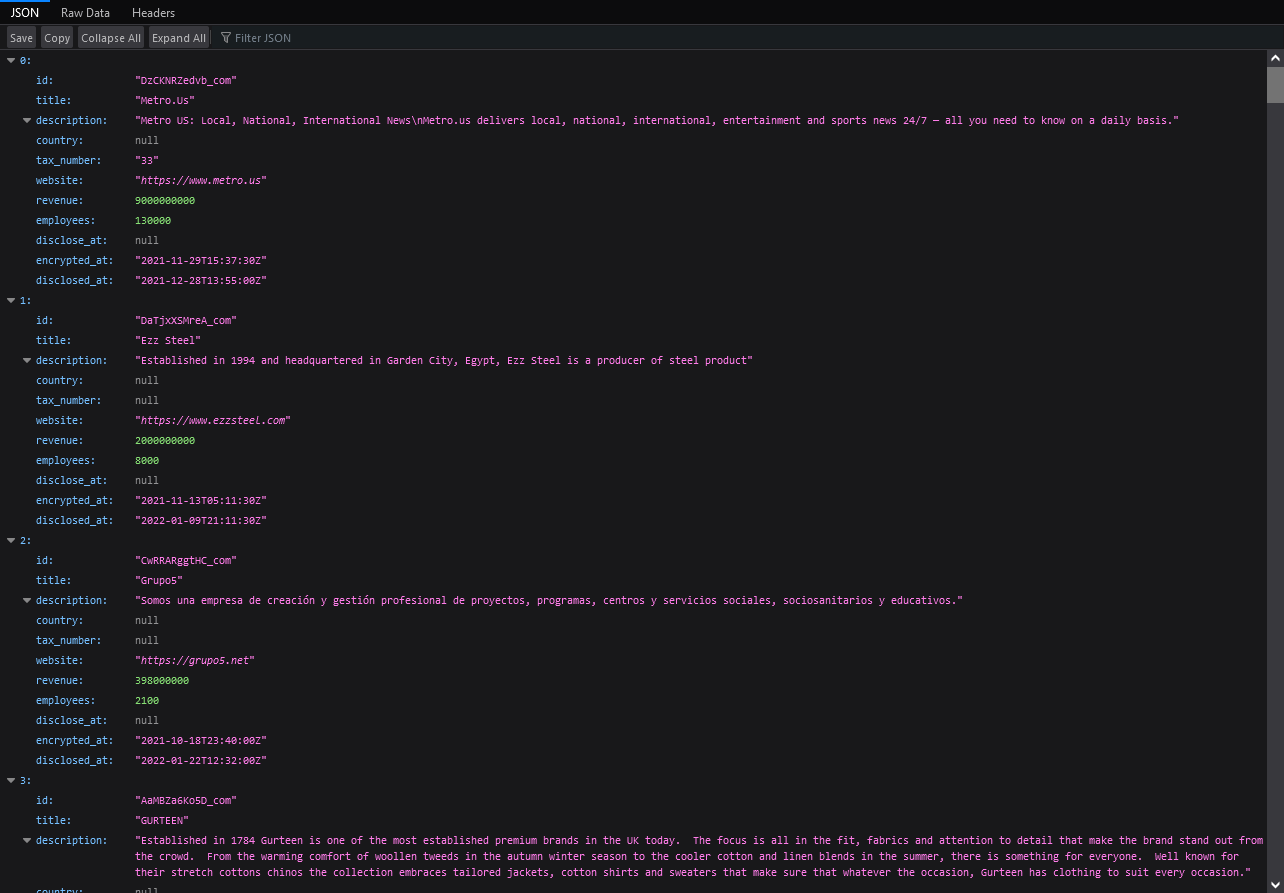 JSON Raw Data Headers
Save Copy Collapse All Expand All Filter JSON
0:
id: "DzCKNRZedvb_com"
title: "Metro.Us"
description: "Metro US: Local, National, International News\nMetro.us delivers local, national, international, entertainment and sports news 24/7 – all you need to know on a daily basis."
country: null
tax_number: "33"
website: "https://www.metro.us"
revenue: 9000000000
employees: 130000
disclose_at: null
encrypted_at: "2021-11-29T15:37:30Z"
disclosed_at: "2021-12-28T13:55:00Z"
1:
id: "DaTjxXSMreA_com"
title: "Ezz Steel"
description: "Established in 1994 and headquartered in Garden City, Egypt, Ezz Steel is a producer of steel product"
country: null
tax_number: null
website: "https://www.ezzsteel.com"
revenue: 2000000000
employees: 8000
disclose_at: null
encrypted_at: "2021-11-13T05:11:30Z"
disclosed_at: "2022-01-09T21:11:30Z"
2:
id: "CwRRARggtHC_com"
title: "Grupo5"
description: "Somos una empresa de creación y gestión profesional de proyectos, programas, centros y servicios sociales, sociosanitarios y educativos."
country: null
tax_number: null
website: "https://grupo5.net"
revenue: 398000000
employees: 2100
disclose_at: null
encrypted_at: "2021-10-18T23:40:00Z"
disclosed_at: "2022-01-22T12:32:00Z"
3:
id: "AaMBZa6Ko5D_com"
title: "GURTEEN"
description: "Established in 1784 Gurteen is one of the most established premium brands in the UK today.  The focus is all in the fit, fabrics and attention to detail that make the brand stand out from
the crowd.  From the warming comfort of woollen tweeds in the autumn winter season to the cooler cotton and linen blends in the summer, there is something for everyone.  Well known for
their stretch cottons chinos the collection embraces tailored jackets, cotton shirts and sweaters that make sure that whatever the occasion, Gurteen has clothing to suit every occasion."
country: null